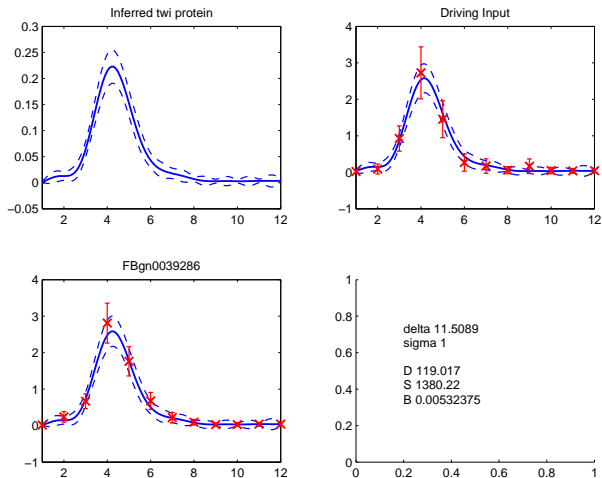 Inferred twi protein
0.3
0.25
0.2
0.15
0.1
0.05
0
−0.05
2 4 6 8 10 12
Driving Input
4
3
2
1
0
−1
2 4 6 8 10 12
FBgn0039286
4
3
2
1
0
−1
2 4 6 8 10 12
1
0.8
0.6
0.4
0.2
0
0 0.2 0.4 0.6 0.8 1
delta 11.5089
sigma 1
D 119.017
S 1380.22
B 0.00532375